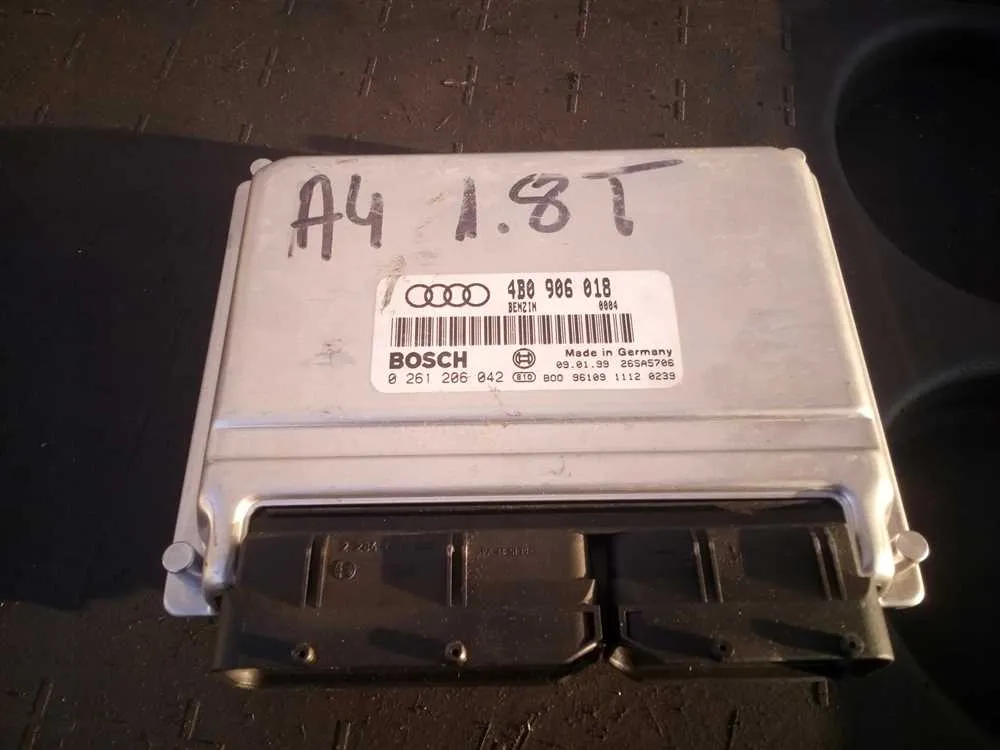 A4 1.8T
4B0 906 018
BENZIN 0004
BOSCH Made in Germany
09.01.99 26SA5706
0 261 206 042 B10 B00 96109 1112 0239